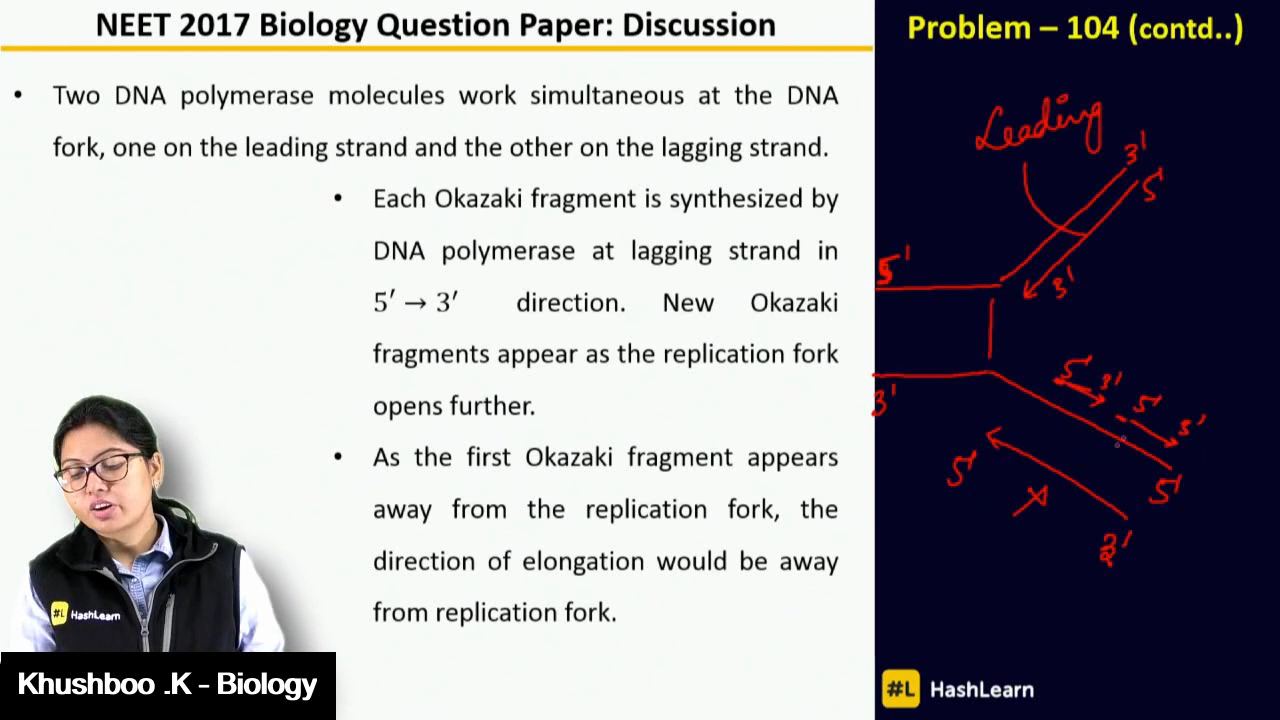 NEET 2017 Biology Question Paper: Discussion
Problem – 104 (contd..)
• Two DNA polymerase molecules work simultaneous at the DNA
fork, one on the leading strand and the other on the lagging strand.
• Each Okazaki fragment is synthesized by
DNA polymerase at lagging strand in
5′ → 3′ direction. New Okazaki
fragments appear as the replication fork
opens further.
• As the first Okazaki fragment appears
away from the replication fork, the
direction of elongation would be away
from replication fork.
Leading
3'
5'
5'
3'
3'
5'
3'
5'
3'
5'
5'
3'
#L HashLearn
Khushboo .K – Biology
#L HashLearn